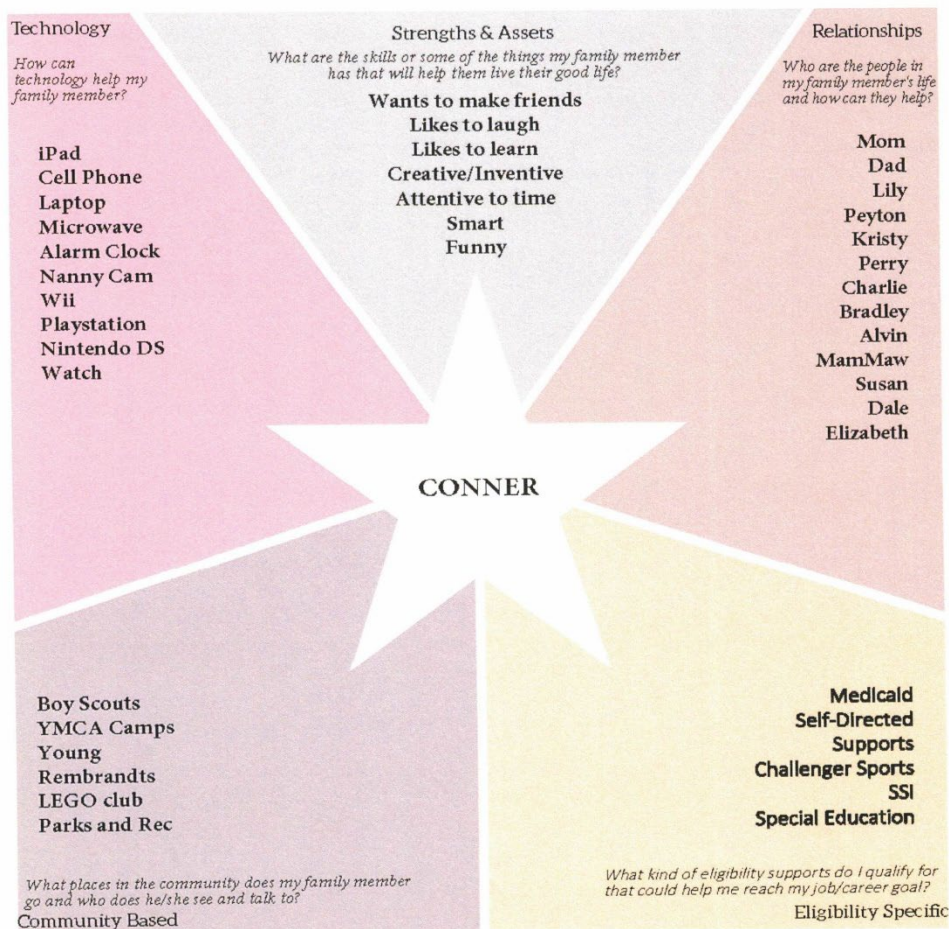 Technology
How can
technology help my
family member?
iPad
Cell Phone
Laptop
Microwave
Alarm Clock
Nanny Cam
Wii
Playstation
Nintendo DS
Watch
Strengths & Assets
What are the skills or some of the things my family member
has that will help them live their good life?
Wants to make friends
Likes to laugh
Likes to learn
Creative/Inventive
Attentive to time
Smart
Funny
Relationships
Who are the people in
my family member's life
and how can they help?
Mom
Dad
Lily
Peyton
Kristy
Perry
Charlie
Bradley
Alvin
MamMaw
Susan
Dale
Elizabeth
CONNER
Boy Scouts
YMCA Camps
Young
Rembrandts
LEGO club
Parks and Rec
What places in the community does my family member
go and who does he/she see and talk to?
Community Based
Medicaid
Self-Directed
Supports
Challenger Sports
SSI
Special Education
What kind of eligibility supports do I qualify for
that could help me reach my job/career goal?
Eligibility Specific